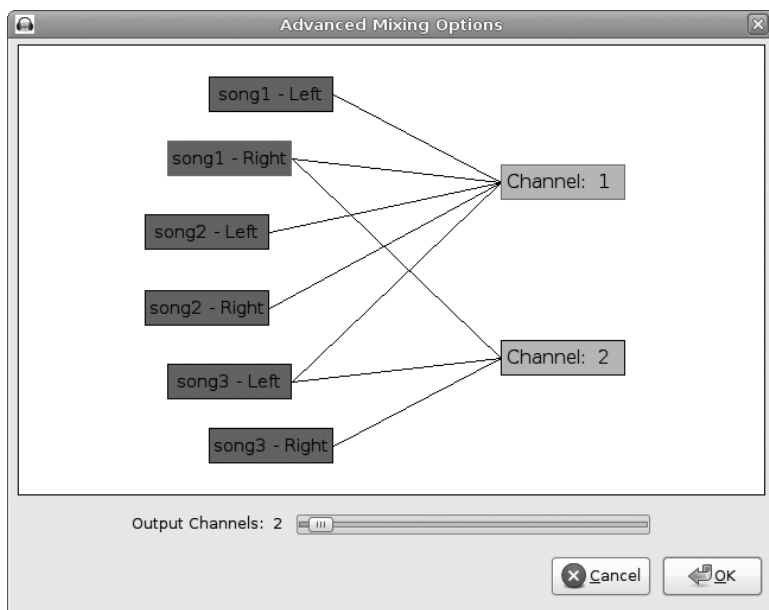 Advanced Mixing Options
song1 - Left
song1 - Right
Channel: 1
song2 - Left
song2 - Right
Channel: 2
song3 - Left
song3 - Right
Output Channels: 2
Cancel
OK